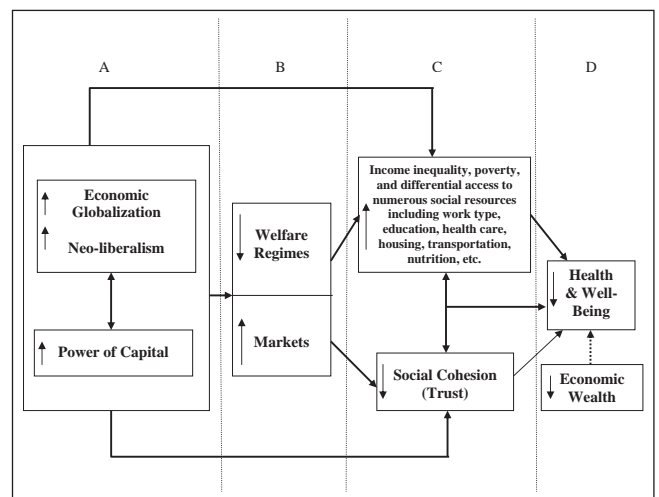 A
B
C
D
Economic
Globalization
Neo-liberalism
Power of Capital
Welfare
Regimes
Markets
Income inequality, poverty,
and differential access to
numerous social resources
including work type,
education, health care,
housing, transportation,
nutrition, etc.
Social Cohesion
(Trust)
Health
& Well-
Being
Economic
Wealth